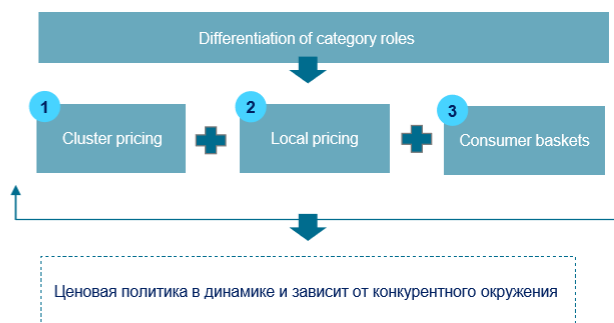 Differentiation of category roles
1
2
3
Cluster pricing
Local pricing
Consumer baskets
Ценовая политика в динамике и зависит от конкурентного окружения